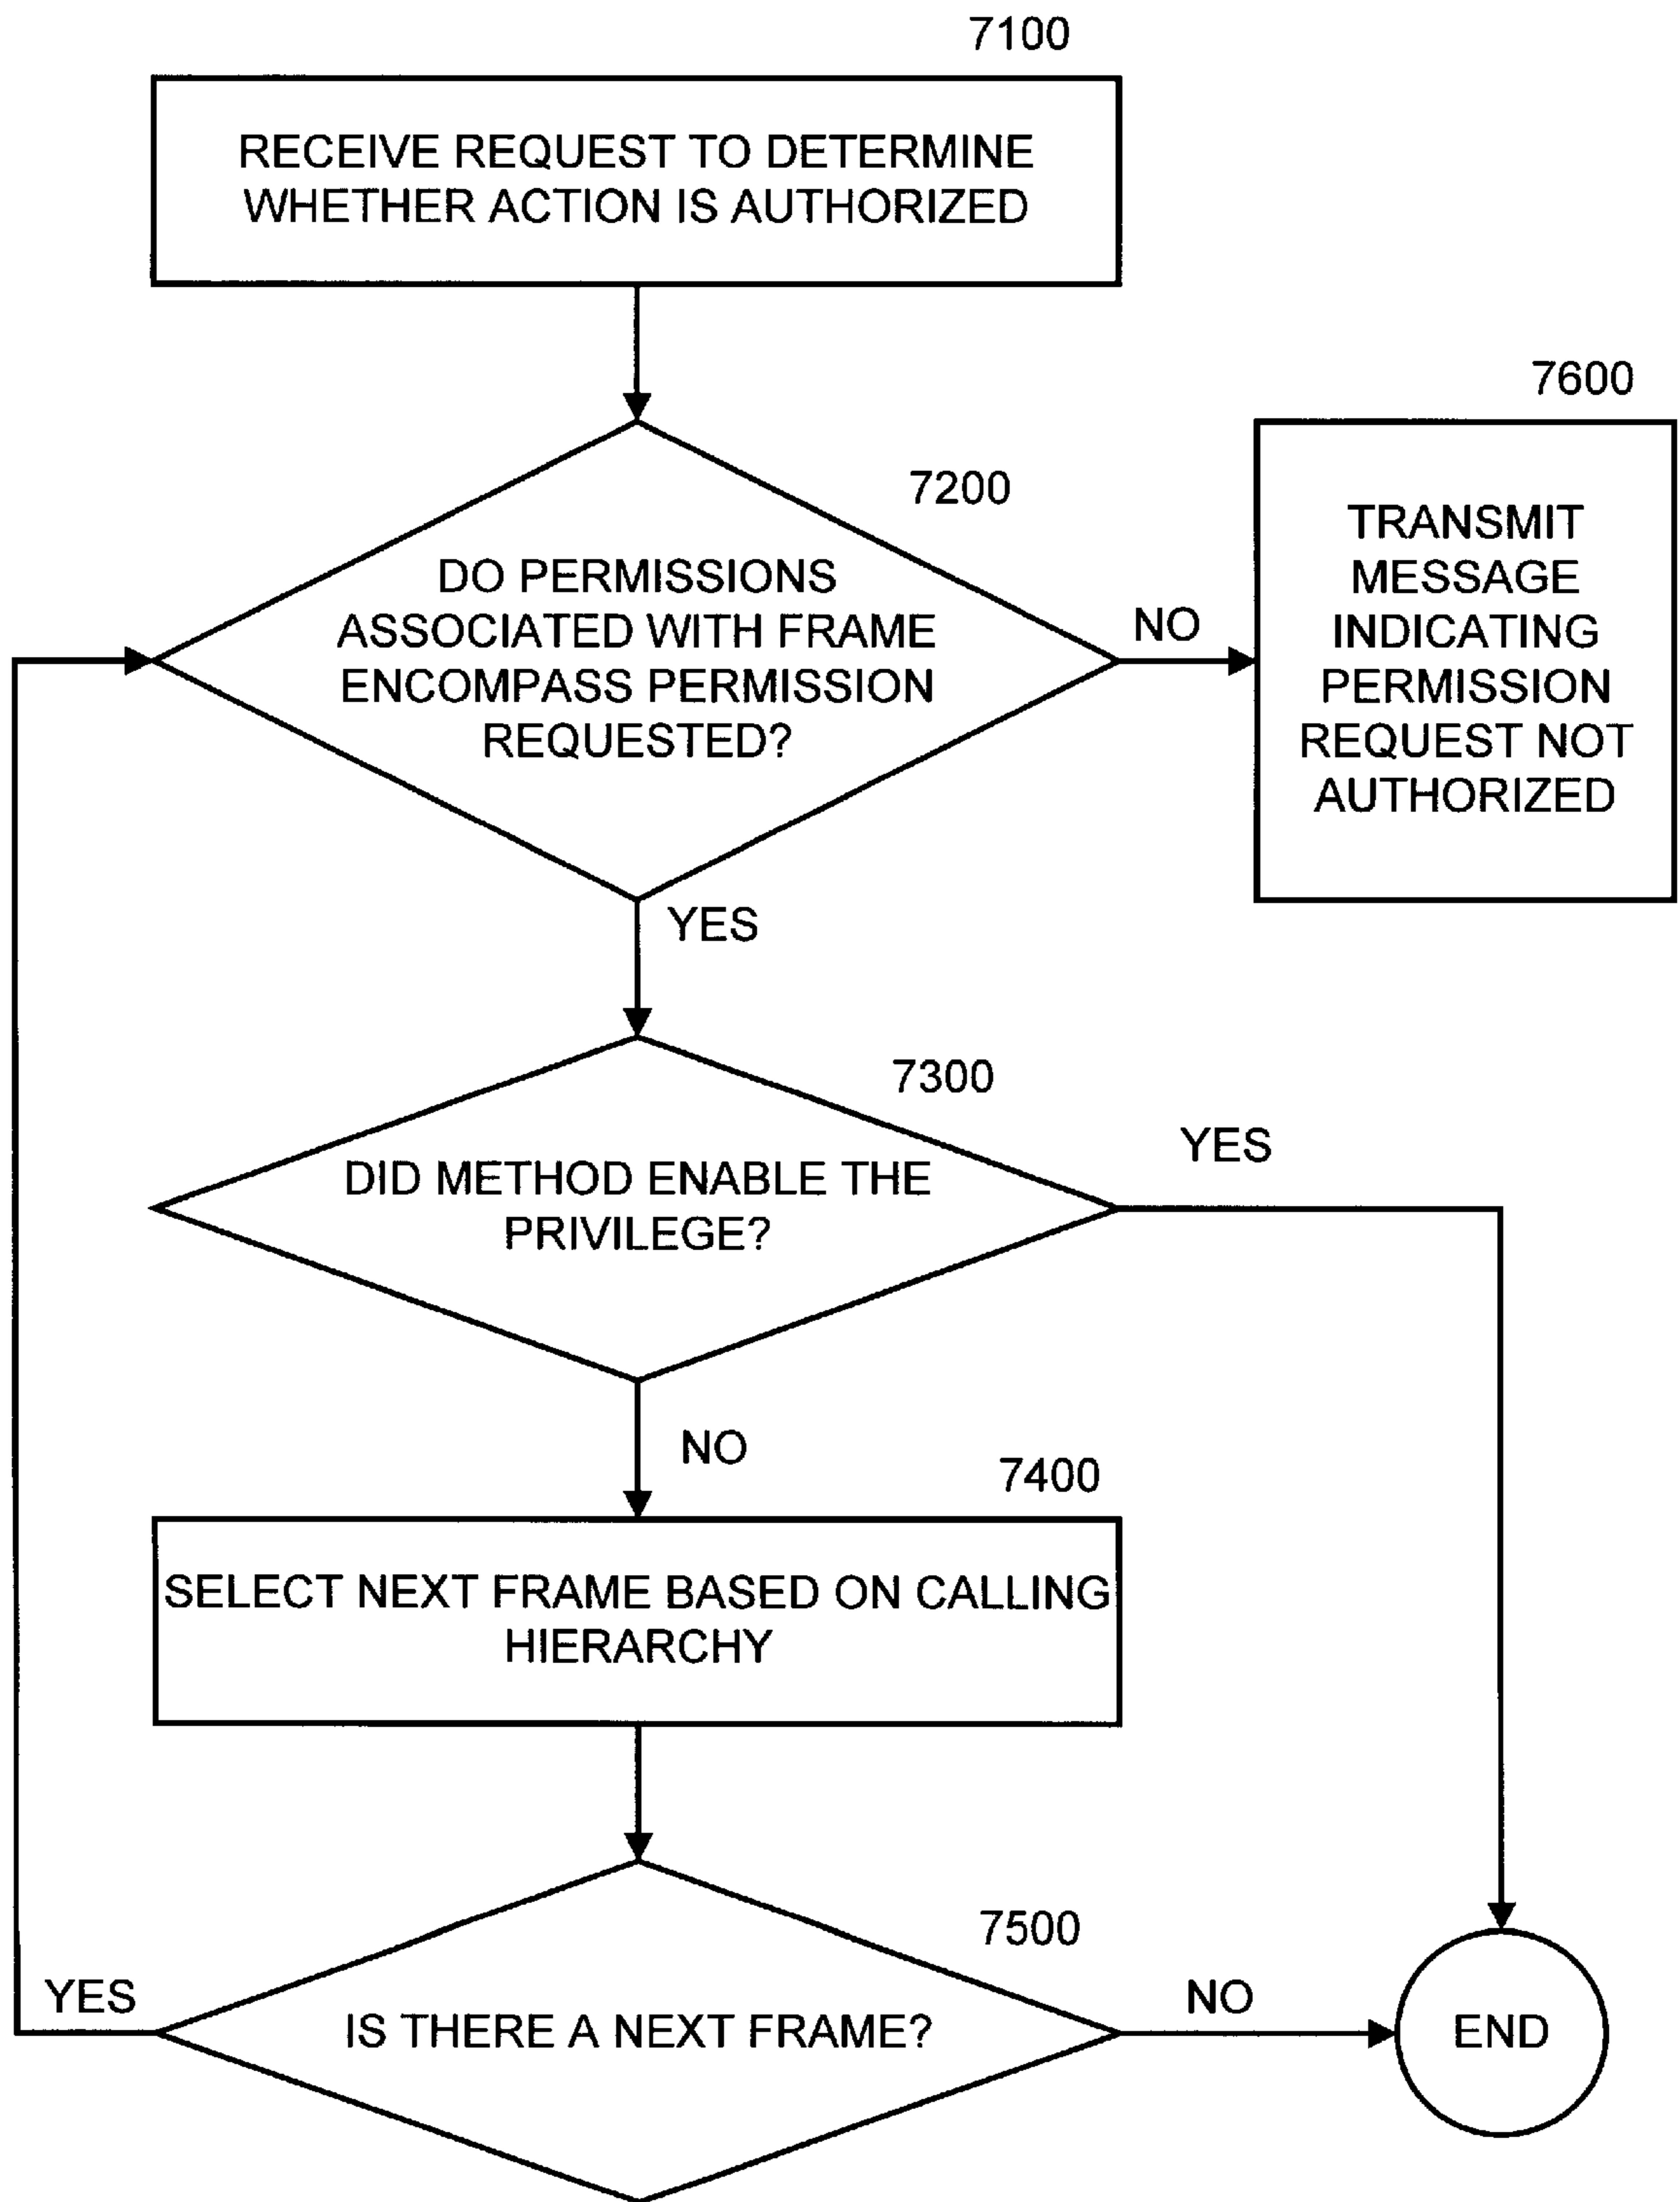 7100
RECEIVE REQUEST TO DETERMINE
WHETHER ACTION IS AUTHORIZED
7600
TRANSMIT
MESSAGE
INDICATING
PERMISSION
REQUEST NOT
AUTHORIZED
7200
DO PERMISSIONS
ASSOCIATED WITH FRAME
ENCOMPASS PERMISSION
REQUESTED?
NO
YES
7300
DID METHOD ENABLE THE
PRIVILEGE?
YES
NO
7400
SELECT NEXT FRAME BASED ON CALLING
HIERARCHY
7500
IS THERE A NEXT FRAME?
YES
NO
END